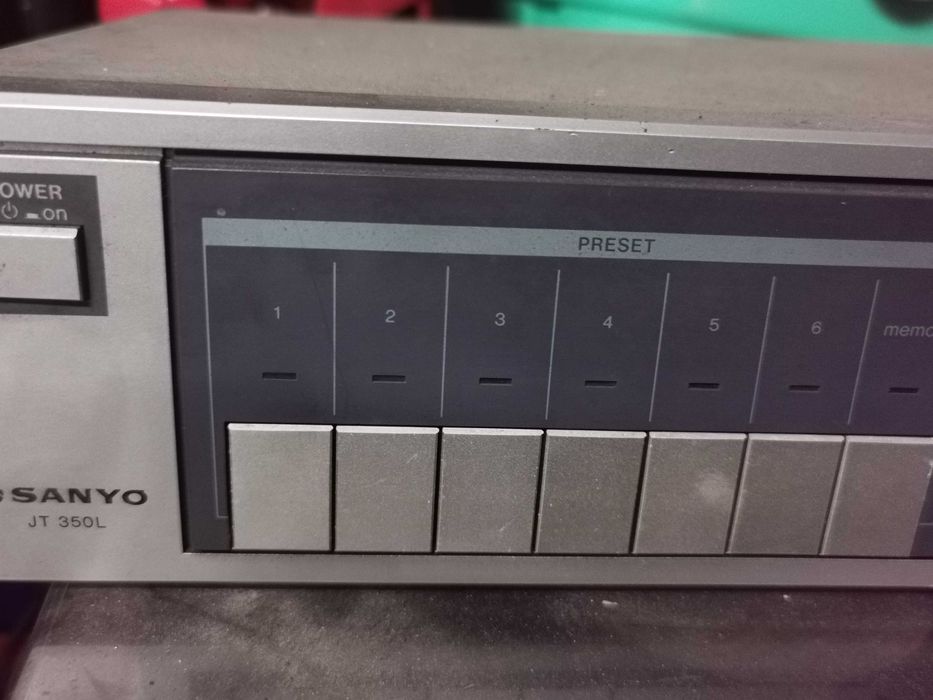 OWER
on
PRESET
1 2 3 4 5 6 memo
SANYO
JT 350L